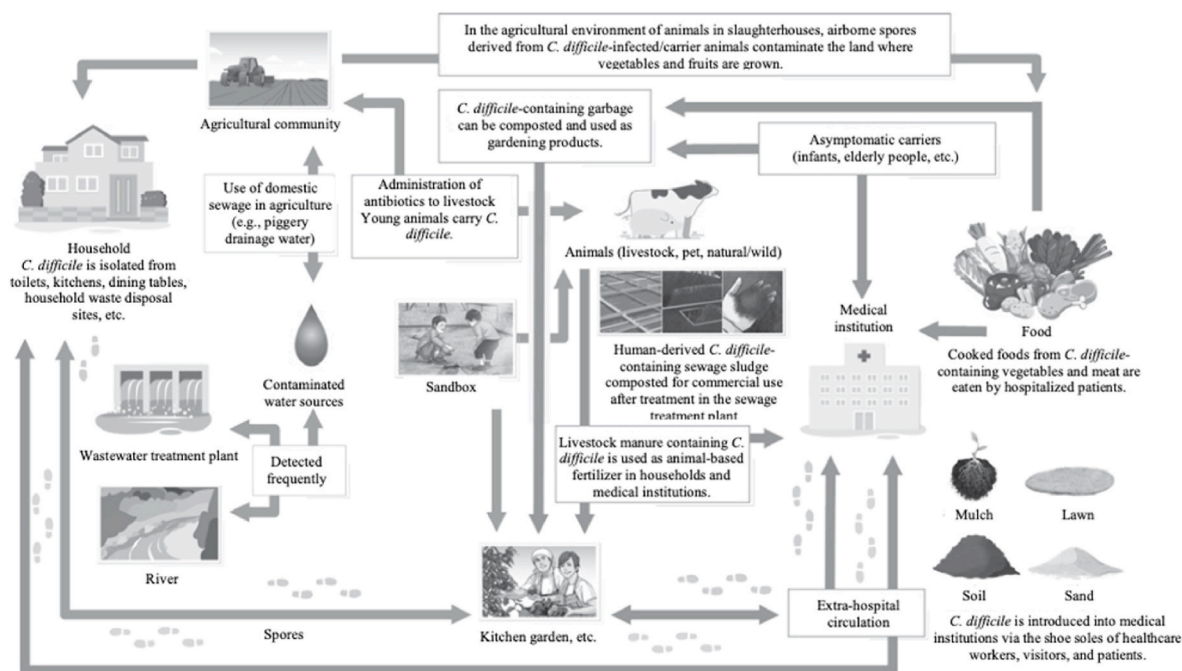 In the agricultural environment of animals in slaughterhouses, airborne spores
derived from C. difficile-infected/carrier animals contaminate the land where
vegetables and fruits are grown.
Agricultural community
C. difficile-containing garbage
can be composted and used as
gardening products.
Asymptomatic carriers
(infants, elderly people, etc.)
Use of domestic
sewage in agriculture
(e.g., piggery
drainage water)
Administration of
antibiotics to livestock
Young animals carry C.
difficile.
Household
C. difficile is isolated from
toilets, kitchens, dining tables,
household waste disposal
sites, etc.
Animals (livestock, pet, natural/wild)
Medical
institution
Food
Cooked foods from C. difficile-
containing vegetables and meat are
eaten by hospitalized patients.
Sandbox
Human-derived C. difficile-
containing sewage sludge
composted for commercial use
after treatment in the sewage
treatment plant
Contaminated
water sources
Wastewater treatment plant
Detected
frequently
Livestock manure containing C.
difficile is used as animal-based
fertilizer in households and
medical institutions.
River
Mulch
Lawn
Soil
Sand
Spores
Kitchen garden, etc.
Extra-hospital
circulation
C. difficile is introduced into medical
institutions via the shoe soles of healthcare
workers, visitors, and patients.